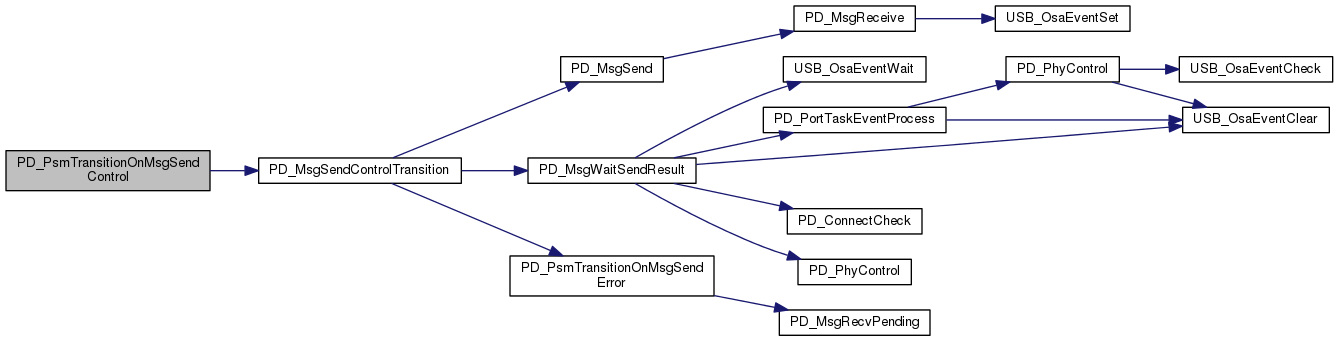 PD_PsmTransitionOnMsgSend
Control
PD_MsgSendControlTransition
PD_MsgSend
PD_MsgReceive
USB_OsaEventSet
PD_MsgWaitSendResult
USB_OsaEventWait
PD_PortTaskEventProcess
PD_PhyControl
USB_OsaEventCheck
USB_OsaEventClear
PD_ConnectCheck
PD_PhyControl
PD_PsmTransitionOnMsgSend
Error
PD_MsgRecvPending